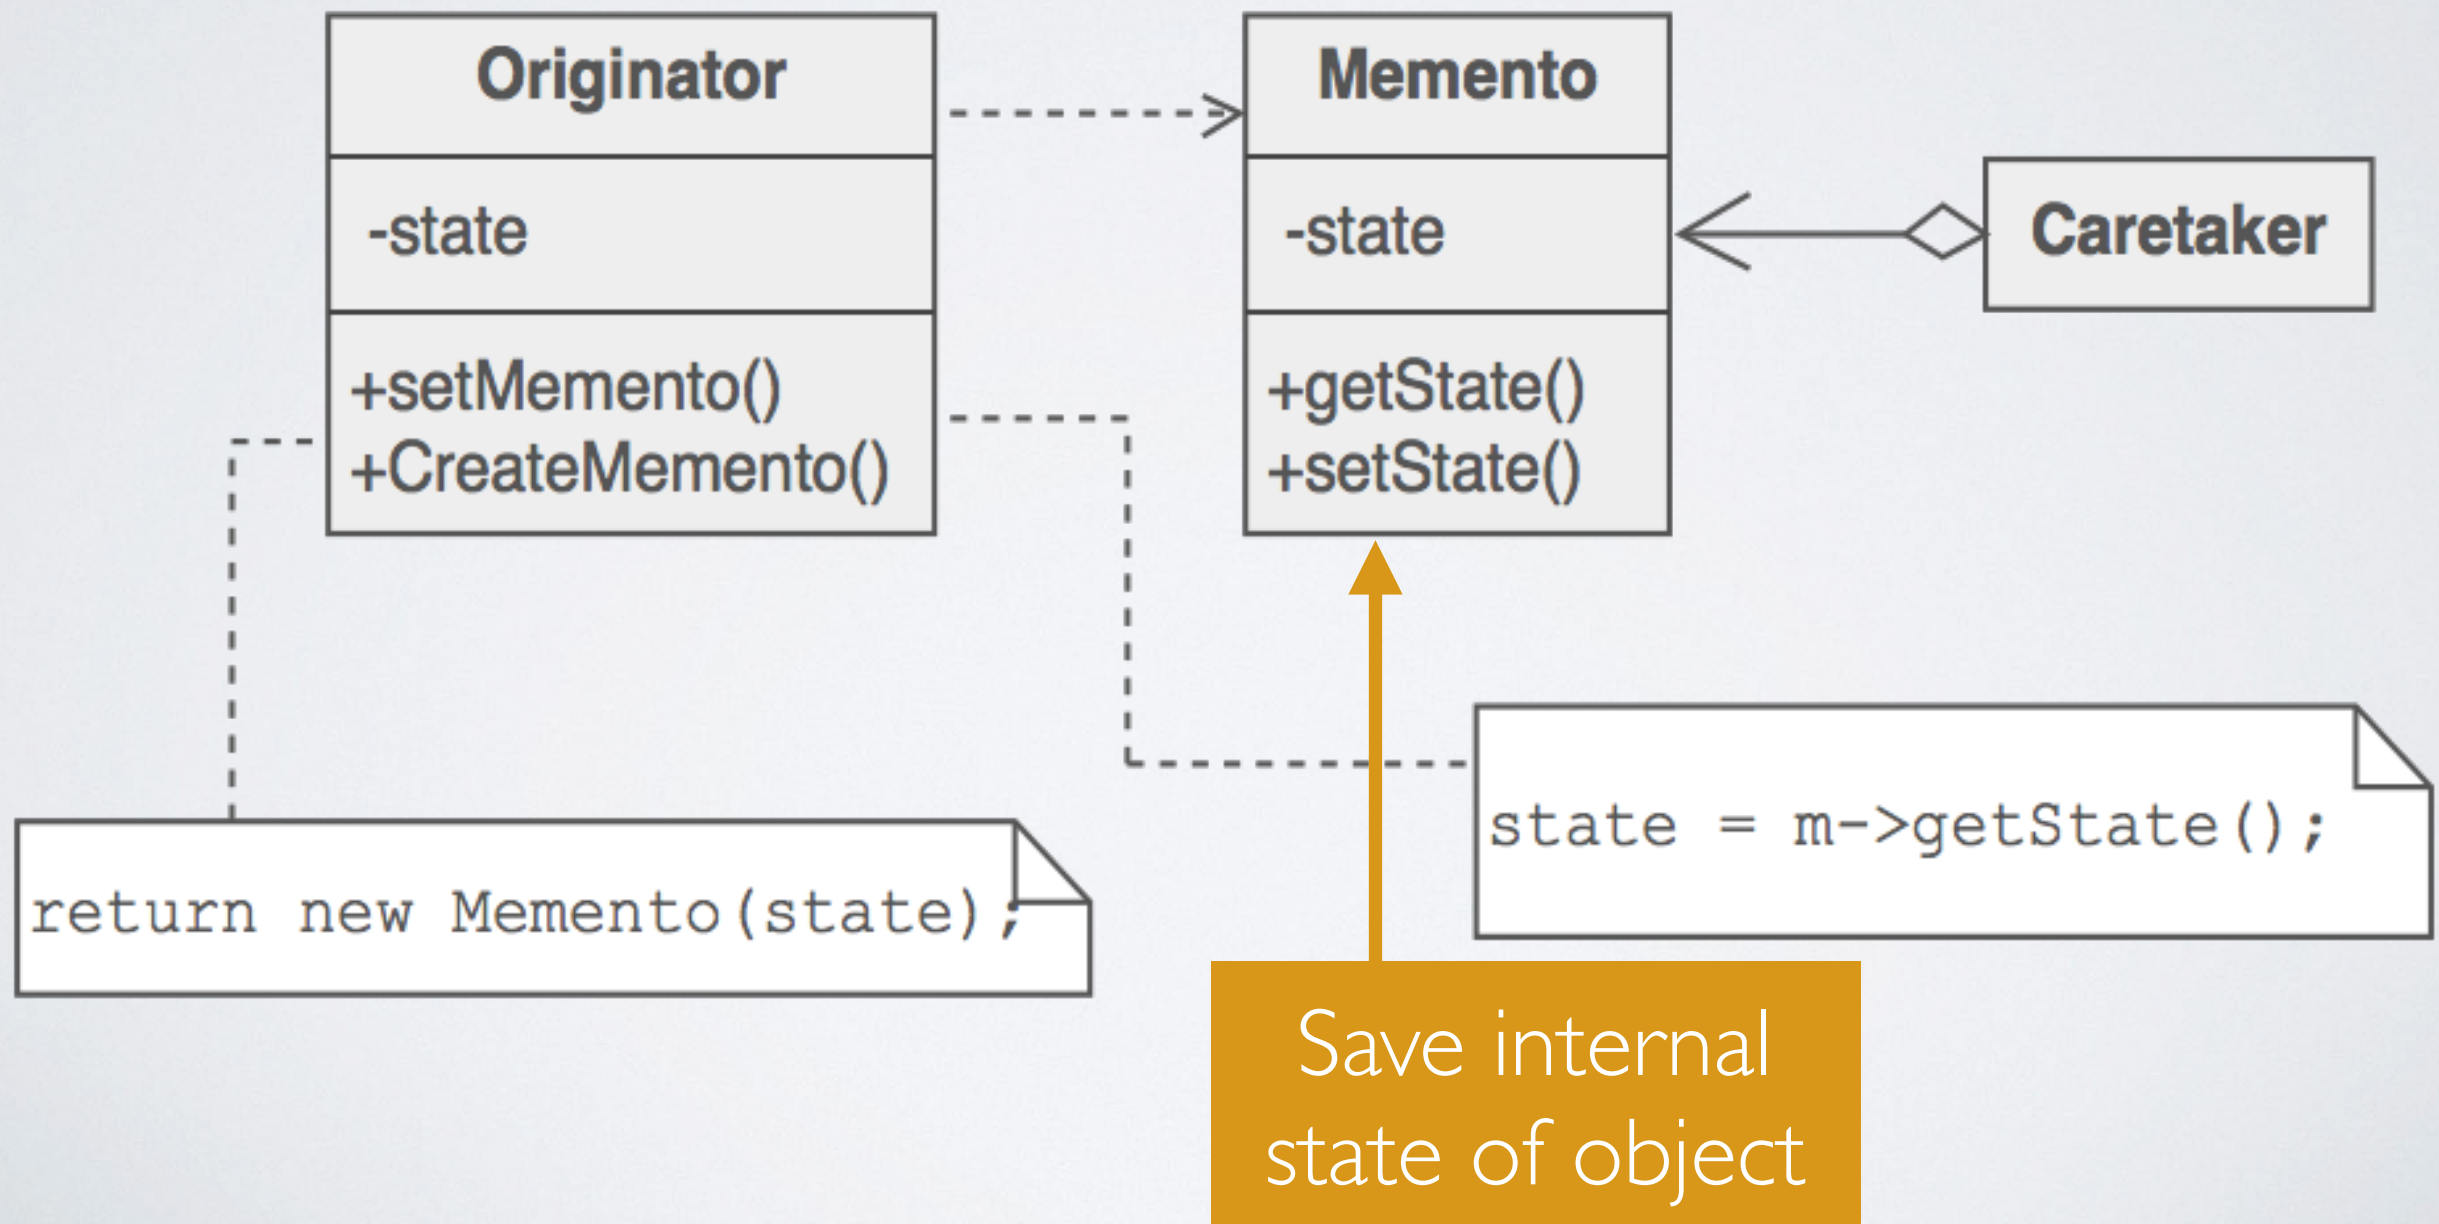 Originator
-state
+setMemento()
+CreateMemento()
Memento
-state
+getState()
+setState()
Caretaker
return new Memento(state);
state = m->getState();
Save internal
state of object